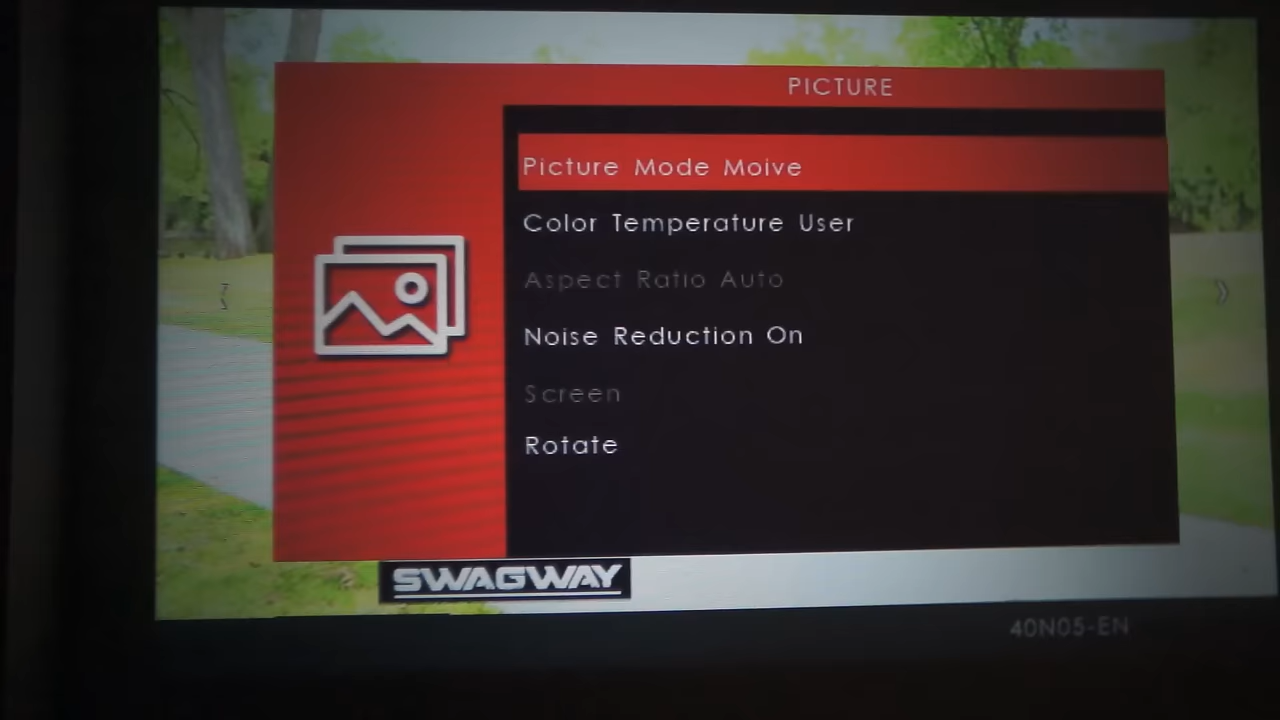 PICTURE
Picture Mode Moive
Color Temperature User
Aspect Ratio Auto
Noise Reduction On
Screen
Rotate
SWAGWAY
40N05-EN